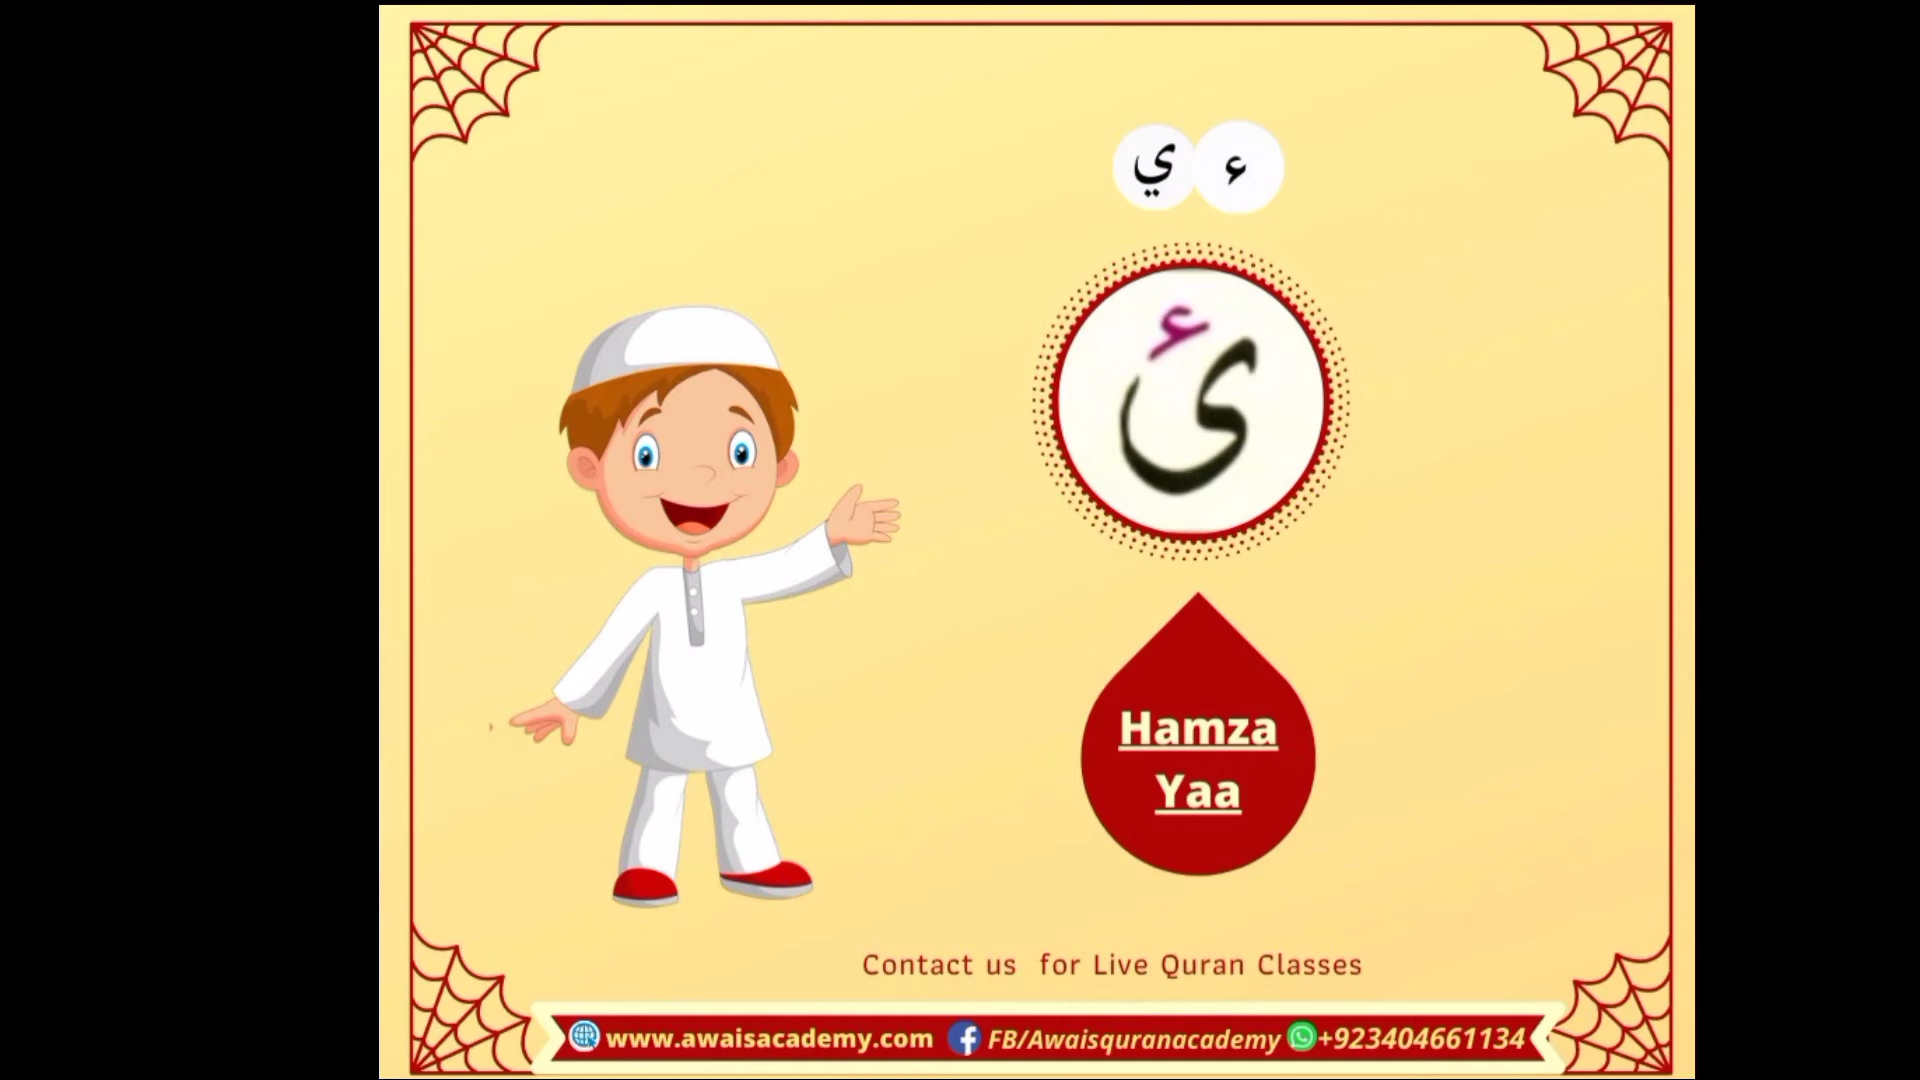 ء ي
ئ
Hamza
Yaa
Contact us for Live Quran Classes
www.awaisacademy.com FB/Awaisquranacademy +923404661134